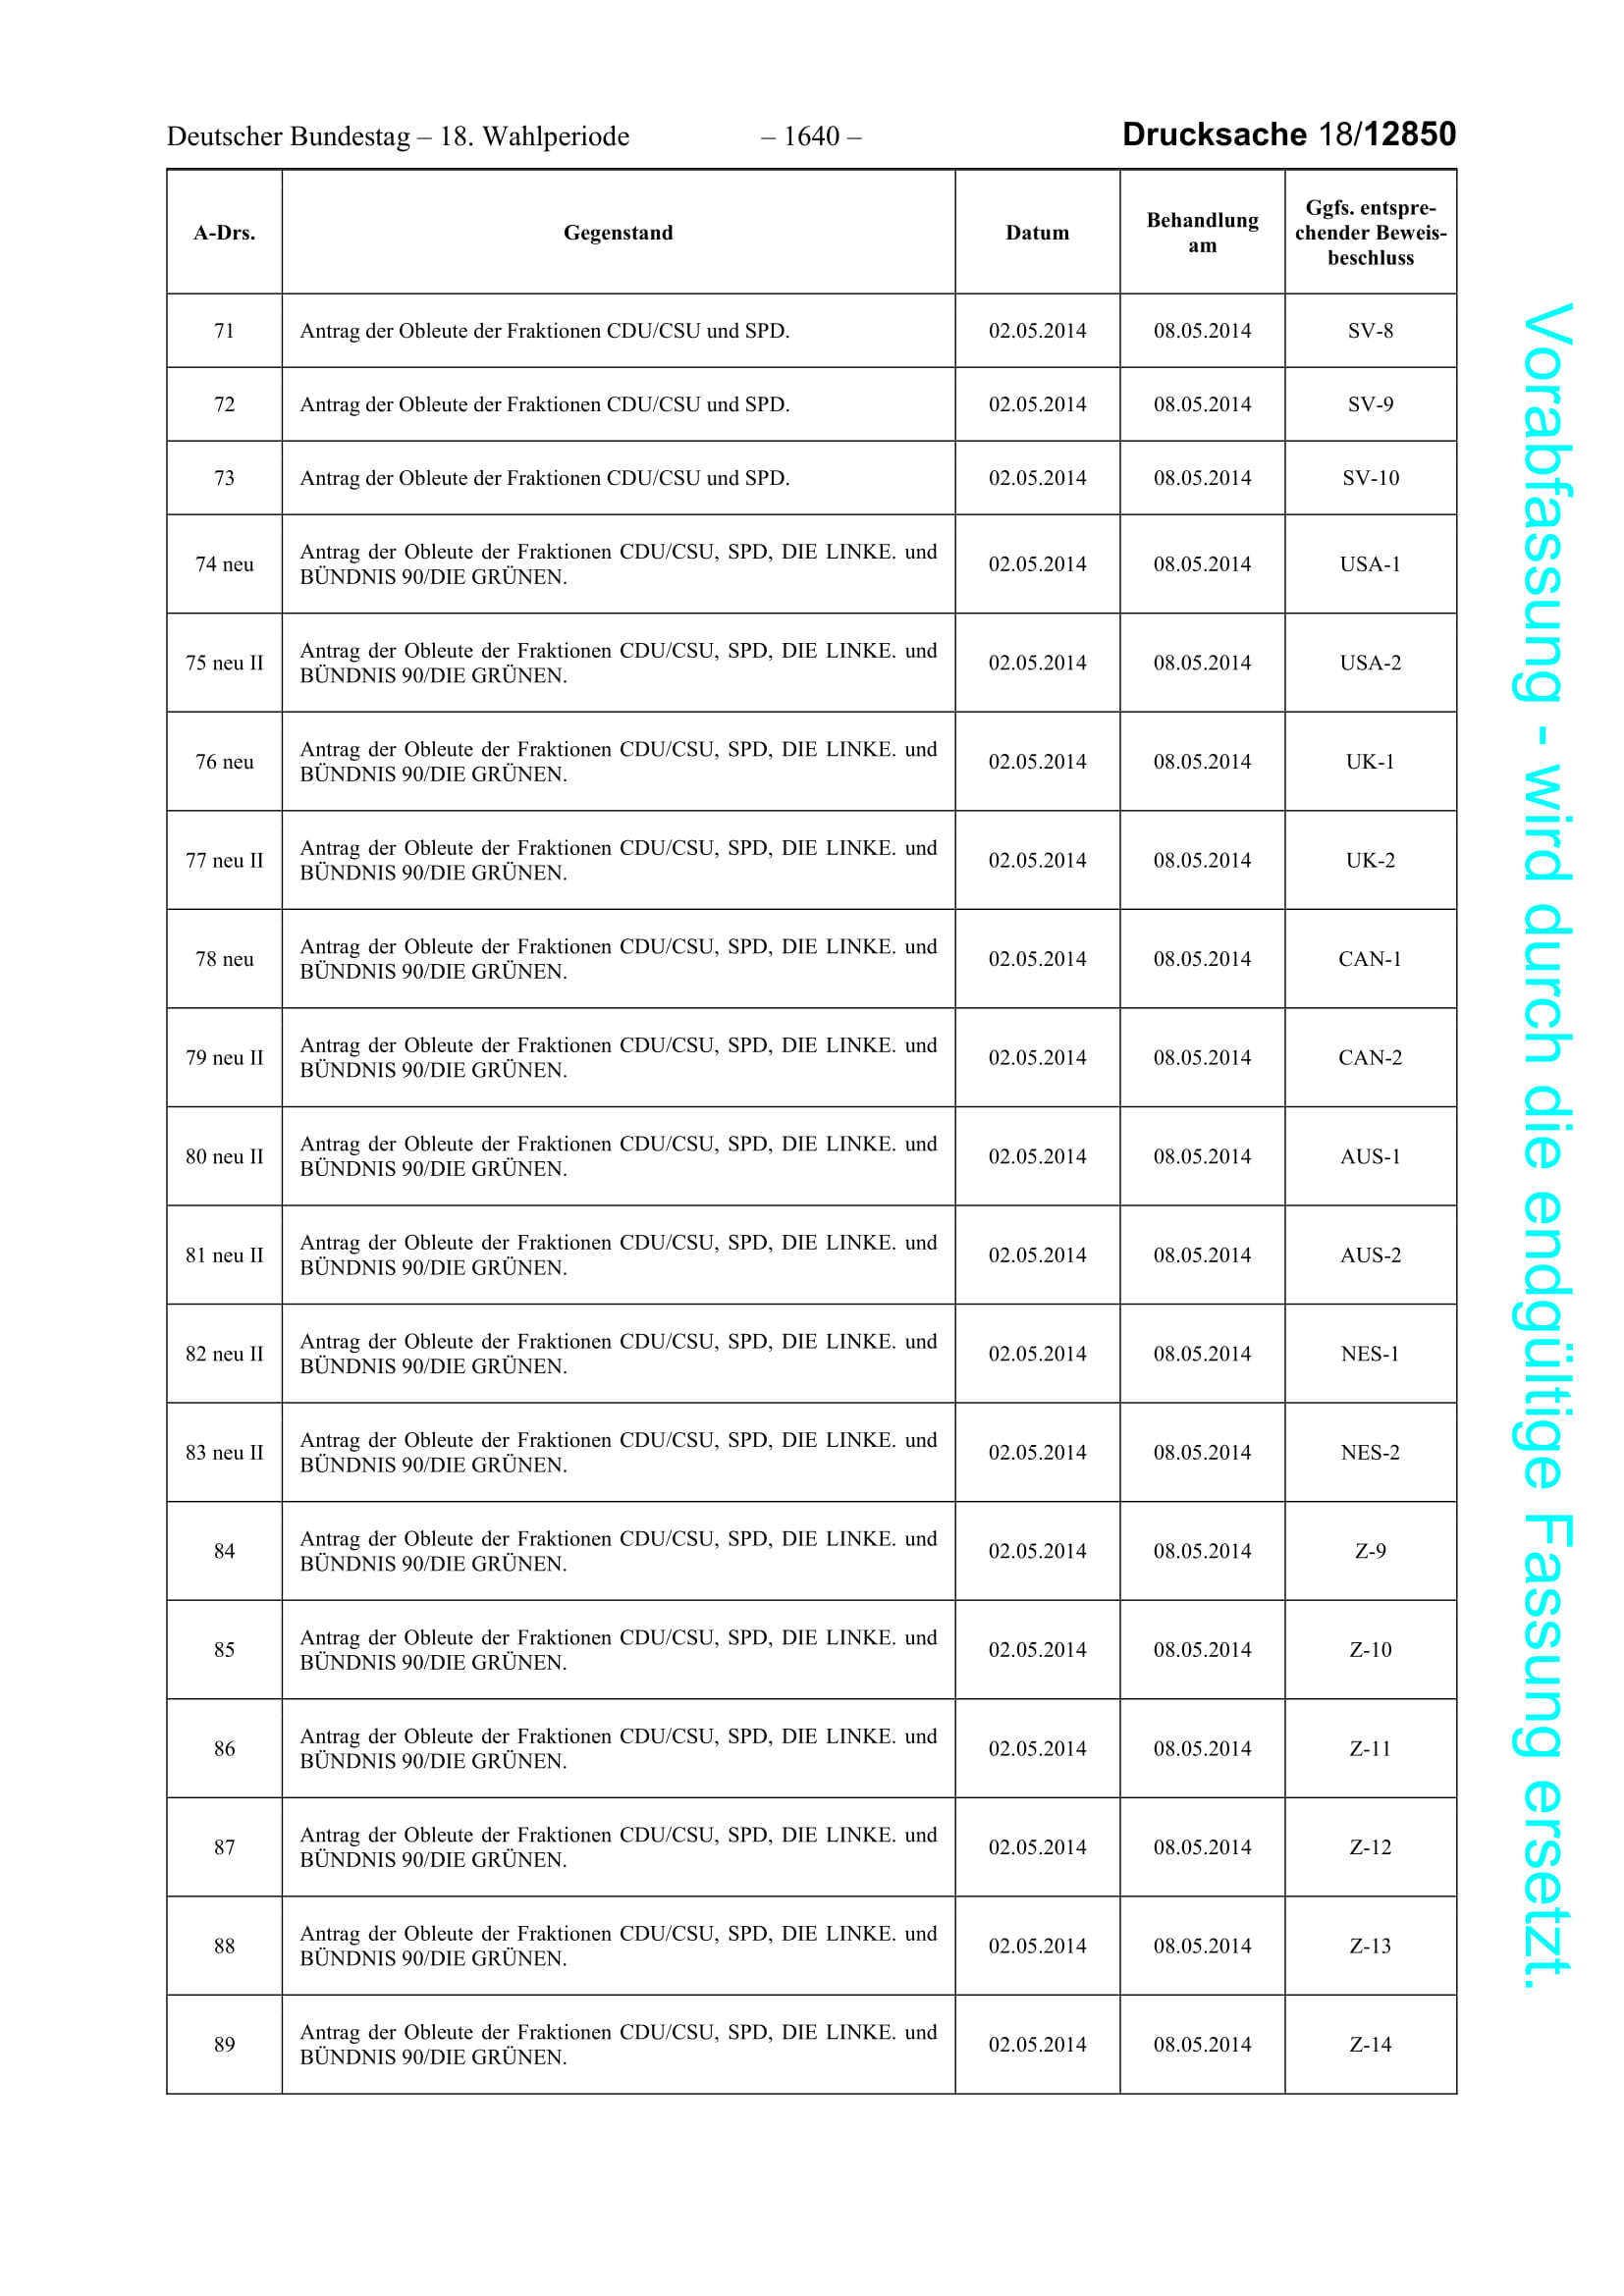 Deutscher Bundestag – 18. Wahlperiode – 1640 – Drucksache 18/12850
A-Drs. Gegenstand Datum Behandlung am Ggfs. entspre-
chender Beweis-
beschluss
71 Antrag der Obleute der Fraktionen CDU/CSU und SPD. 02.05.2014 08.05.2014 SV-8
72 Antrag der Obleute der Fraktionen CDU/CSU und SPD. 02.05.2014 08.05.2014 SV-9
73 Antrag der Obleute der Fraktionen CDU/CSU und SPD. 02.05.2014 08.05.2014 SV-10
74 neu Antrag der Obleute der Fraktionen CDU/CSU, SPD, DIE LINKE. und
BÜNDNIS 90/DIE GRÜNEN. 02.05.2014 08.05.2014 USA-1
75 neu II Antrag der Obleute der Fraktionen CDU/CSU, SPD, DIE LINKE. und
BÜNDNIS 90/DIE GRÜNEN. 02.05.2014 08.05.2014 USA-2
76 neu Antrag der Obleute der Fraktionen CDU/CSU, SPD, DIE LINKE. und
BÜNDNIS 90/DIE GRÜNEN. 02.05.2014 08.05.2014 UK-1
77 neu II Antrag der Obleute der Fraktionen CDU/CSU, SPD, DIE LINKE. und
BÜNDNIS 90/DIE GRÜNEN. 02.05.2014 08.05.2014 UK-2
78 neu Antrag der Obleute der Fraktionen CDU/CSU, SPD, DIE LINKE. und
BÜNDNIS 90/DIE GRÜNEN. 02.05.2014 08.05.2014 CAN-1
79 neu II Antrag der Obleute der Fraktionen CDU/CSU, SPD, DIE LINKE. und
BÜNDNIS 90/DIE GRÜNEN. 02.05.2014 08.05.2014 CAN-2
80 neu II Antrag der Obleute der Fraktionen CDU/CSU, SPD, DIE LINKE. und
BÜNDNIS 90/DIE GRÜNEN. 02.05.2014 08.05.2014 AUS-1
81 neu II Antrag der Obleute der Fraktionen CDU/CSU, SPD, DIE LINKE. und
BÜNDNIS 90/DIE GRÜNEN. 02.05.2014 08.05.2014 AUS-2
82 neu II Antrag der Obleute der Fraktionen CDU/CSU, SPD, DIE LINKE. und
BÜNDNIS 90/DIE GRÜNEN. 02.05.2014 08.05.2014 NES-1
83 neu II Antrag der Obleute der Fraktionen CDU/CSU, SPD, DIE LINKE. und
BÜNDNIS 90/DIE GRÜNEN. 02.05.2014 08.05.2014 NES-2
84 Antrag der Obleute der Fraktionen CDU/CSU, SPD, DIE LINKE. und
BÜNDNIS 90/DIE GRÜNEN. 02.05.2014 08.05.2014 Z-9
85 Antrag der Obleute der Fraktionen CDU/CSU, SPD, DIE LINKE. und
BÜNDNIS 90/DIE GRÜNEN. 02.05.2014 08.05.2014 Z-10
86 Antrag der Obleute der Fraktionen CDU/CSU, SPD, DIE LINKE. und
BÜNDNIS 90/DIE GRÜNEN. 02.05.2014 08.05.2014 Z-11
87 Antrag der Obleute der Fraktionen CDU/CSU, SPD, DIE LINKE. und
BÜNDNIS 90/DIE GRÜNEN. 02.05.2014 08.05.2014 Z-12
88 Antrag der Obleute der Fraktionen CDU/CSU, SPD, DIE LINKE. und
BÜNDNIS 90/DIE GRÜNEN. 02.05.2014 08.05.2014 Z-13
89 Antrag der Obleute der Fraktionen CDU/CSU, SPD, DIE LINKE. und
BÜNDNIS 90/DIE GRÜNEN. 02.05.2014 08.05.2014 Z-14
Vorabfassung - wird durch die endgültige Fassung ersetzt.